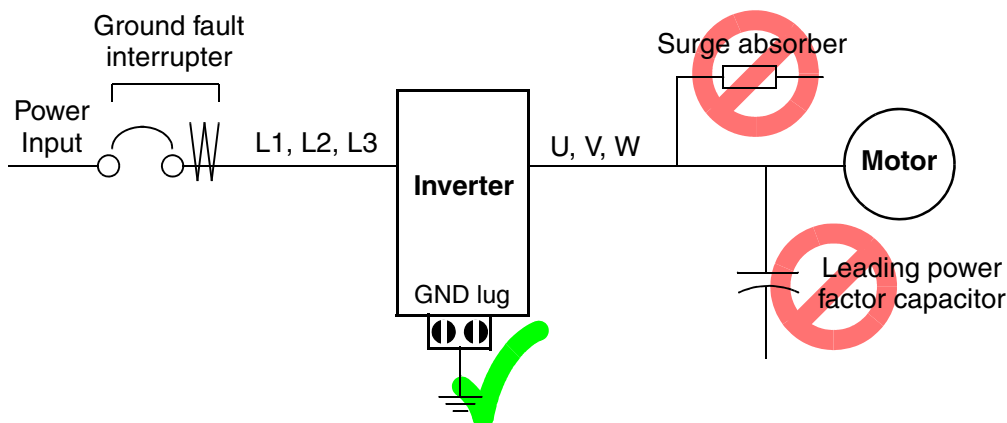 Ground fault
interrupter
Surge absorber
Power
Input
L1, L2, L3
U, V, W
Inverter
Motor
GND lug
Leading power
factor capacitor